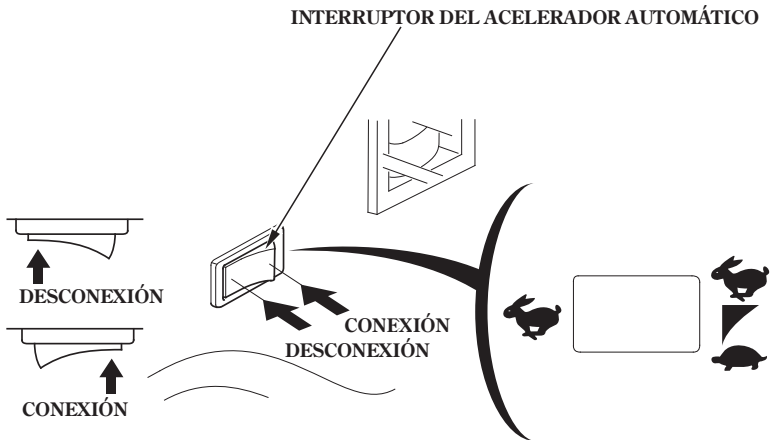 INTERRUPTOR DEL ACELERADOR AUTOMÁTICO
DESCONEXIÓN
CONEXIÓN
DESCONEXIÓN
CONEXIÓN